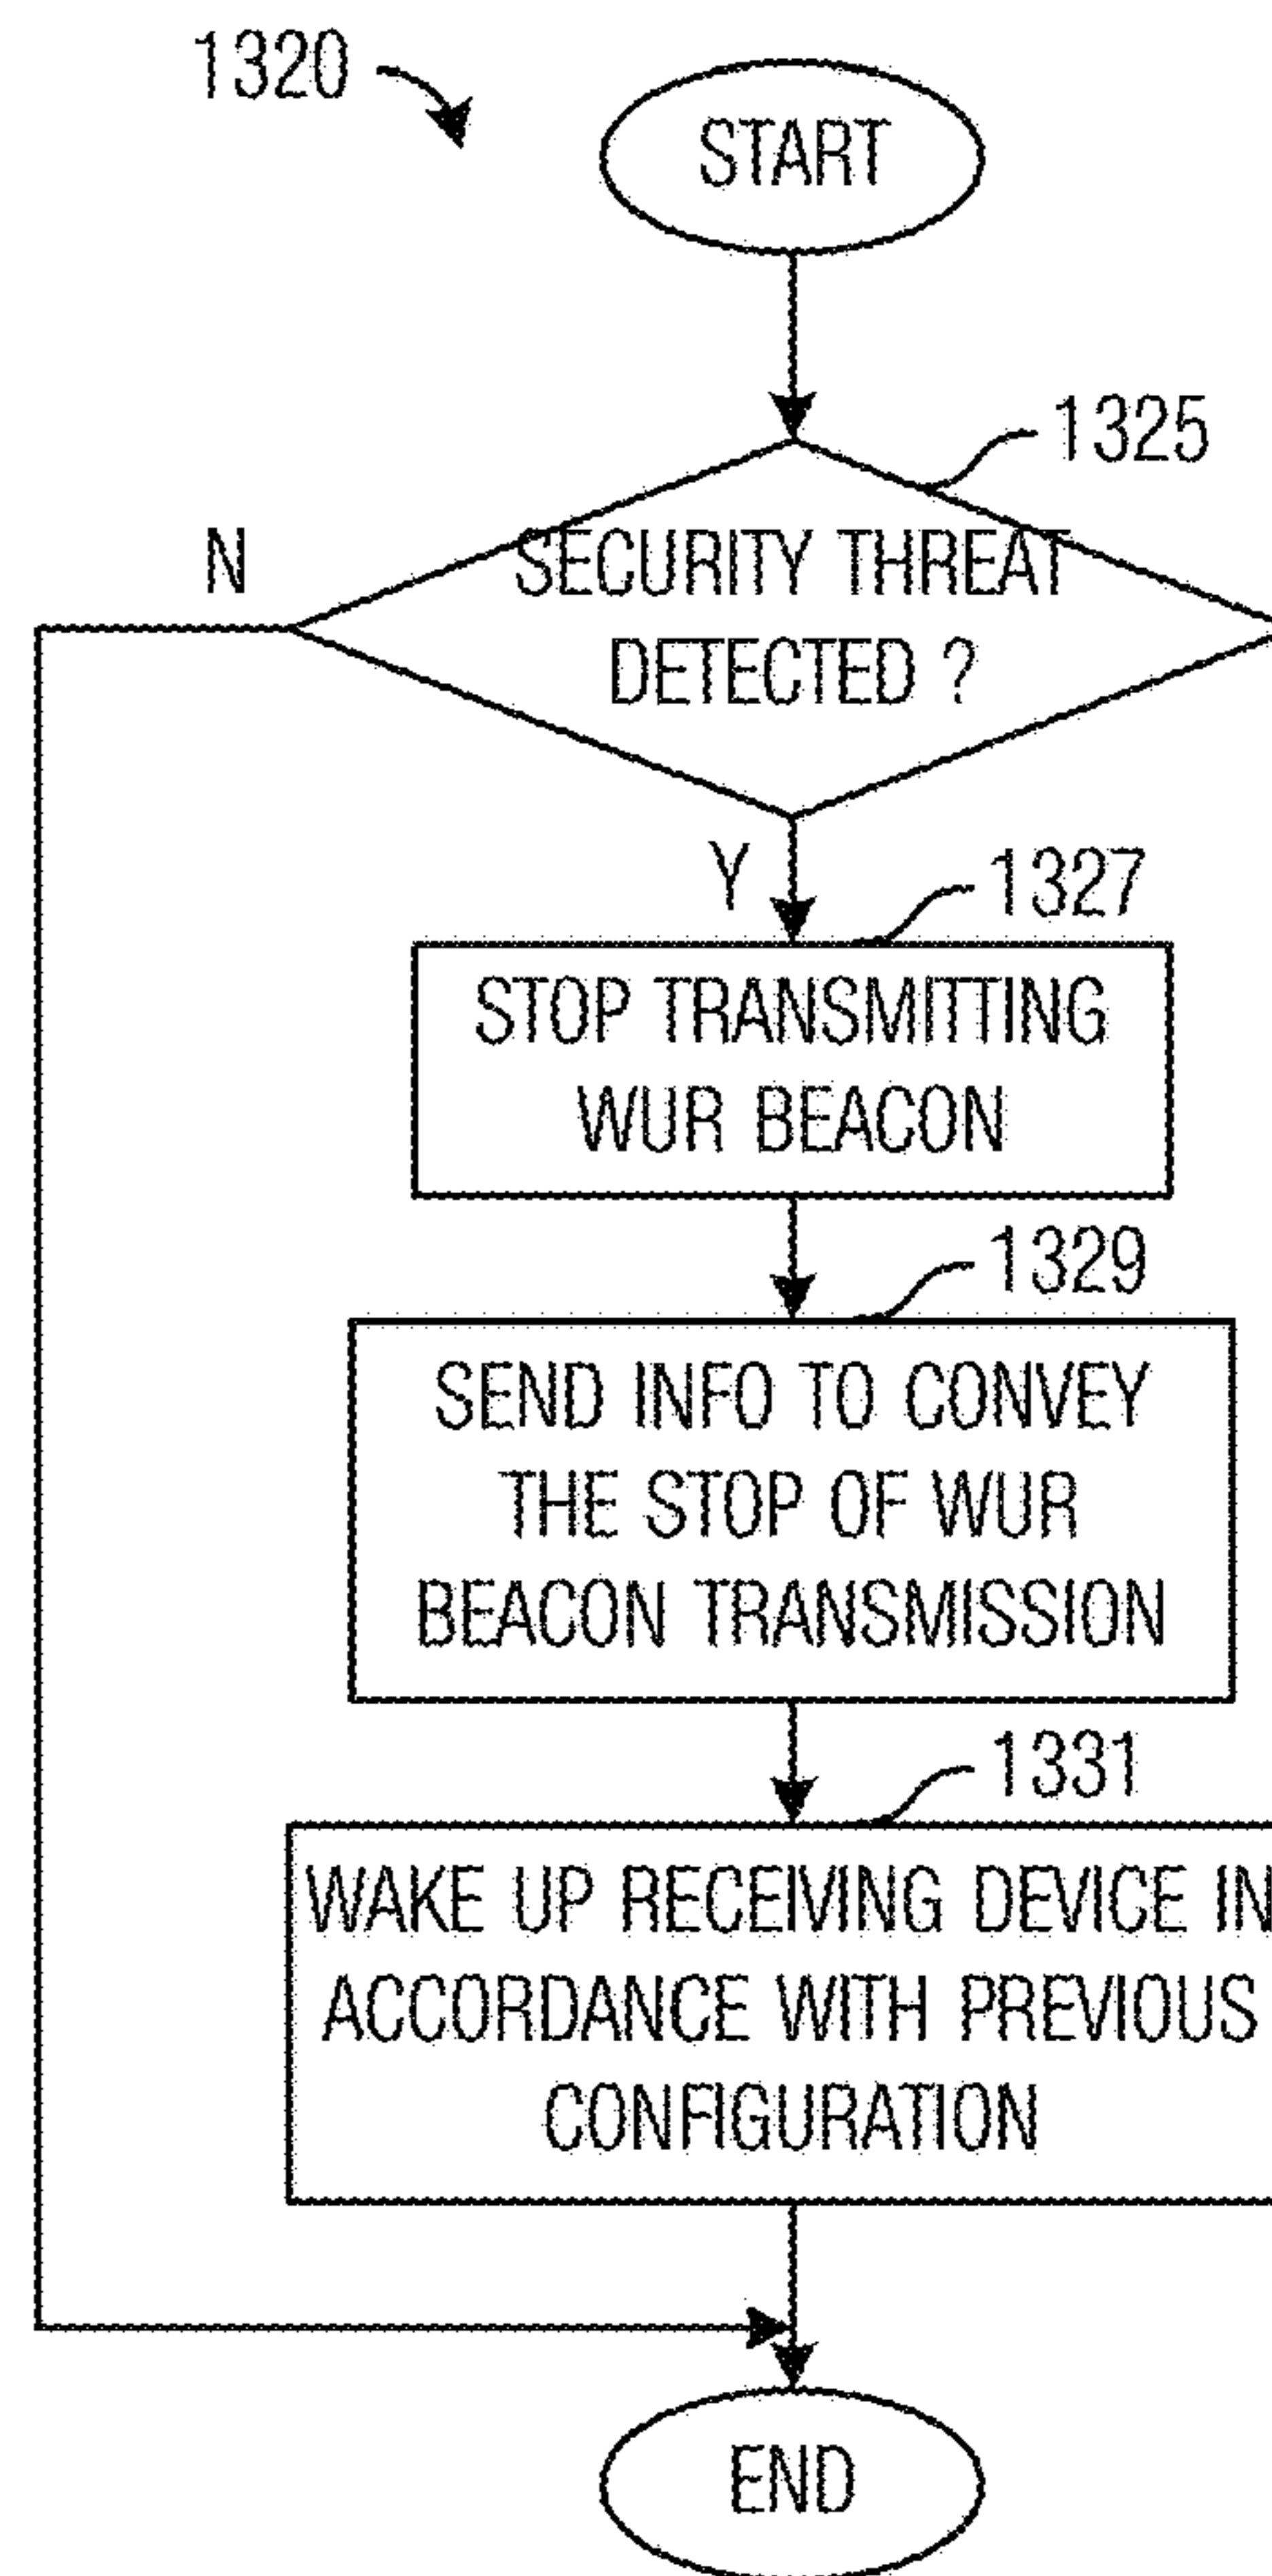 1320
START
1325
N
SECURITY THREAT
DETECTED ?
Y
1327
STOP TRANSMITTING
WUR BEACON
1329
SEND INFO TO CONVEY
THE STOP OF WUR
BEACON TRANSMISSION
1331
WAKE UP RECEIVING DEVICE IN
ACCORDANCE WITH PREVIOUS
CONFIGURATION
END